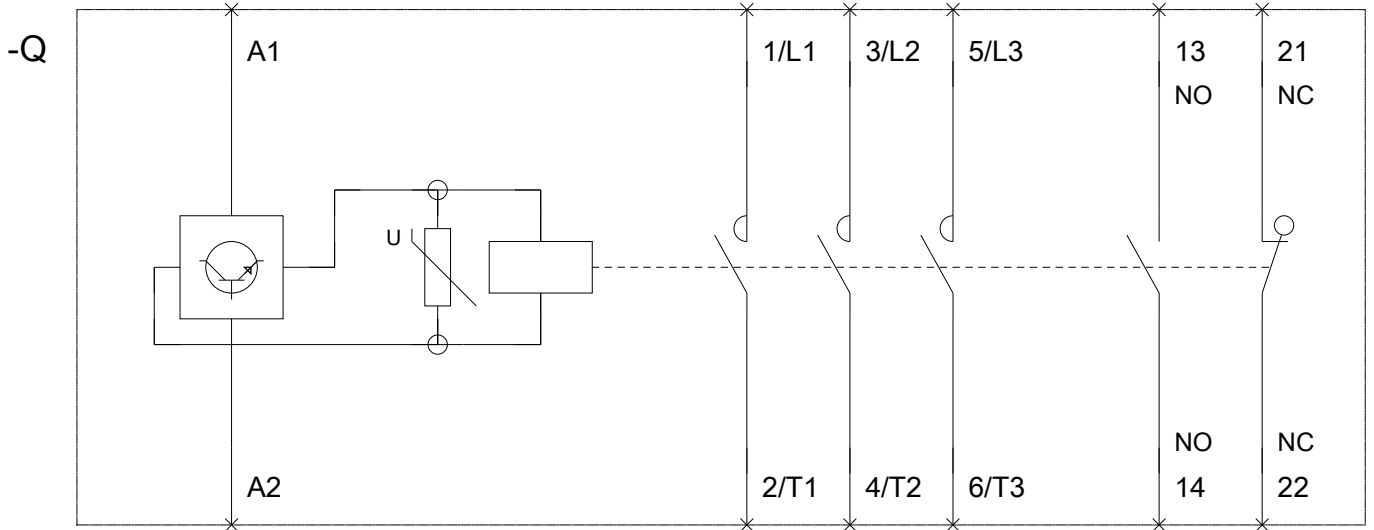 -Q
A1 1/L1 3/L2 5/L3 13 21
NO NC
U
NO NC
A2 2/T1 4/T2 6/T3 14 22